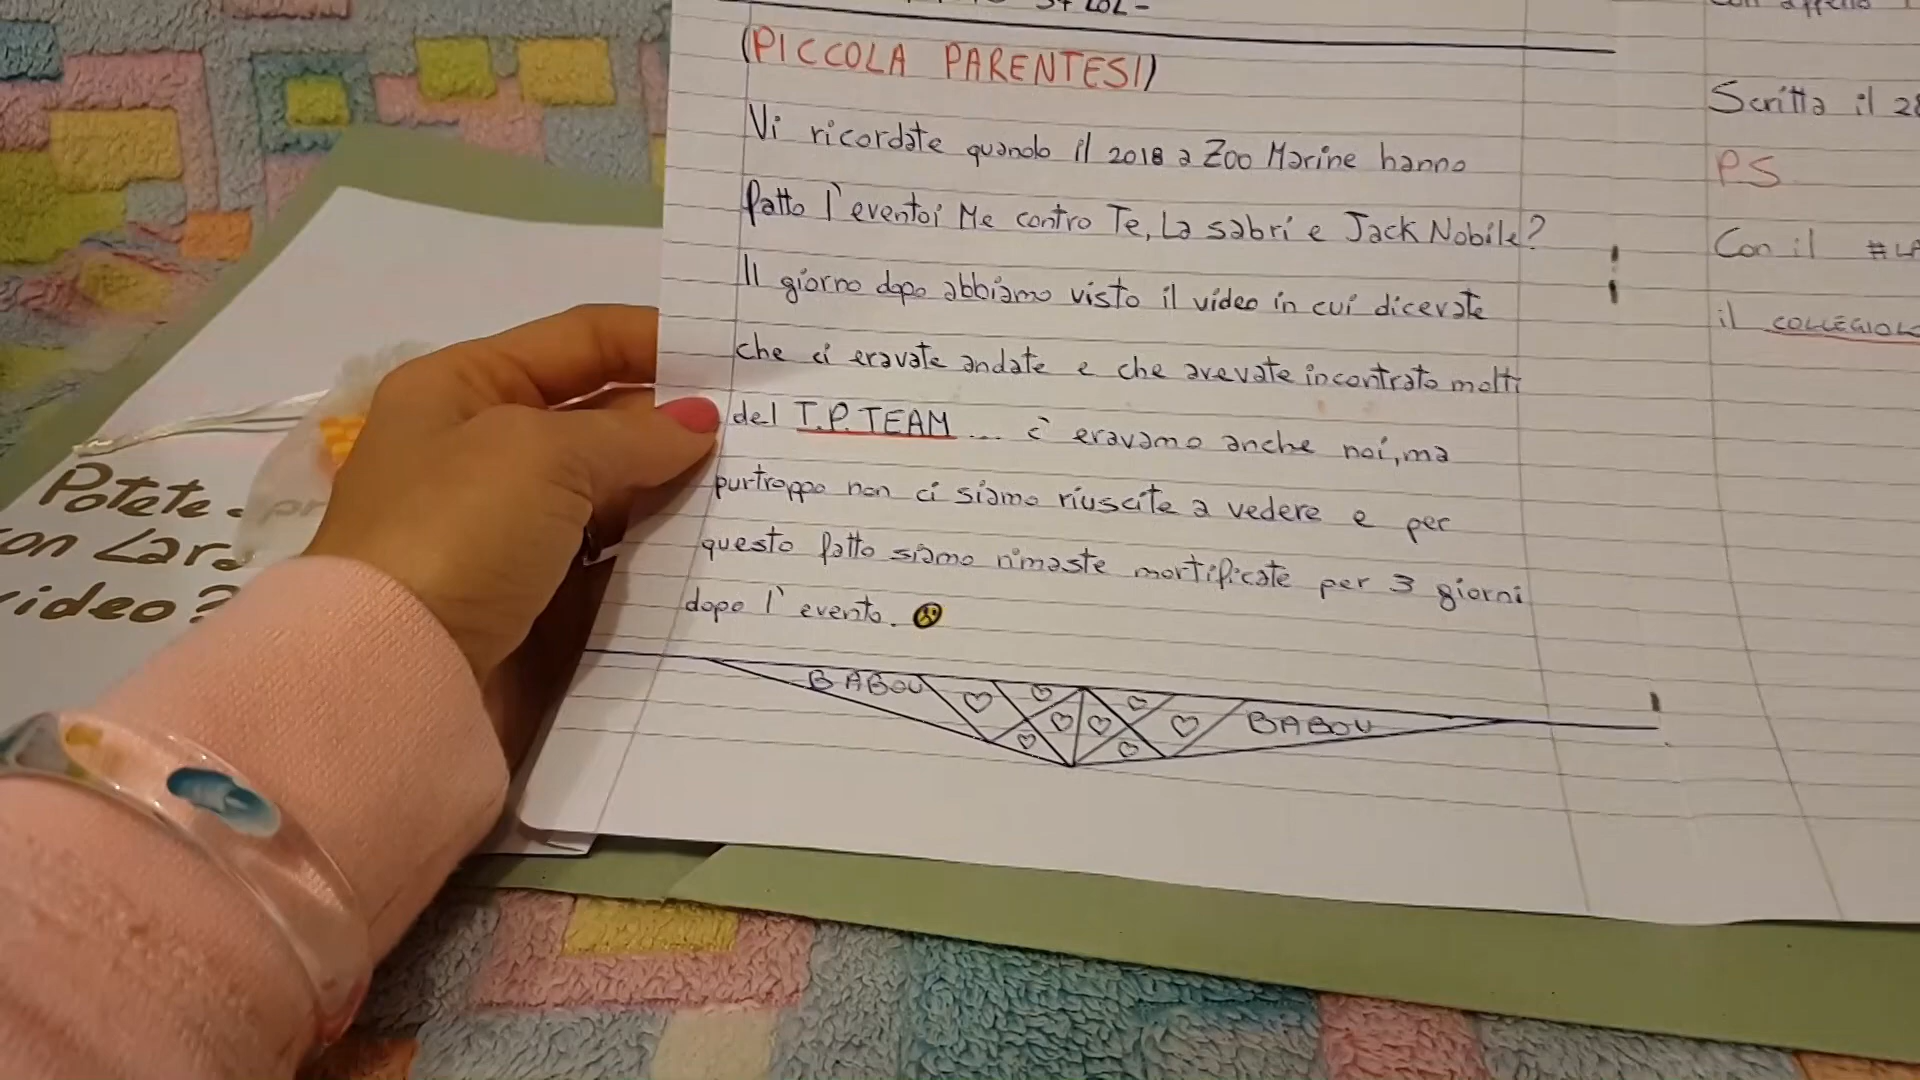 (PICCOLA PARENTESI)
Vi ricordate quando il 2018 a Zoo Marine hanno
fatto l'eventoi Me contro Te, La sabri e Jack Nobile?
Il giorno dopo abbiamo visto il video in cui dicevate
che ci eravate andate e che avevate incontrato molti
del T.P. TEAM ... c'eravamo anche noi, ma
purtroppo non ci siamo riuscite a vedere e per
questo fatto siamo rimaste mortificate per 3 giorni
dopo l'evento.
BABOU BABOU
Scritta il 28
PS
Con il
il
Potete
Lara
video?